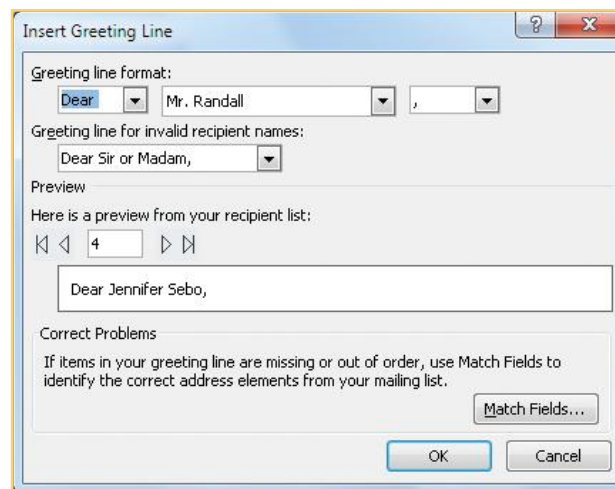 Insert Greeting Line
Greeting line format:
Dear Mr. Randall ,
Greeting line for invalid recipient names:
Dear Sir or Madam,
Preview
Here is a preview from your recipient list:
4
Dear Jennifer Sebo,
Correct Problems
If items in your greeting line are missing or out of order, use Match Fields to
identify the correct address elements from your mailing list.
Match Fields...
OK Cancel